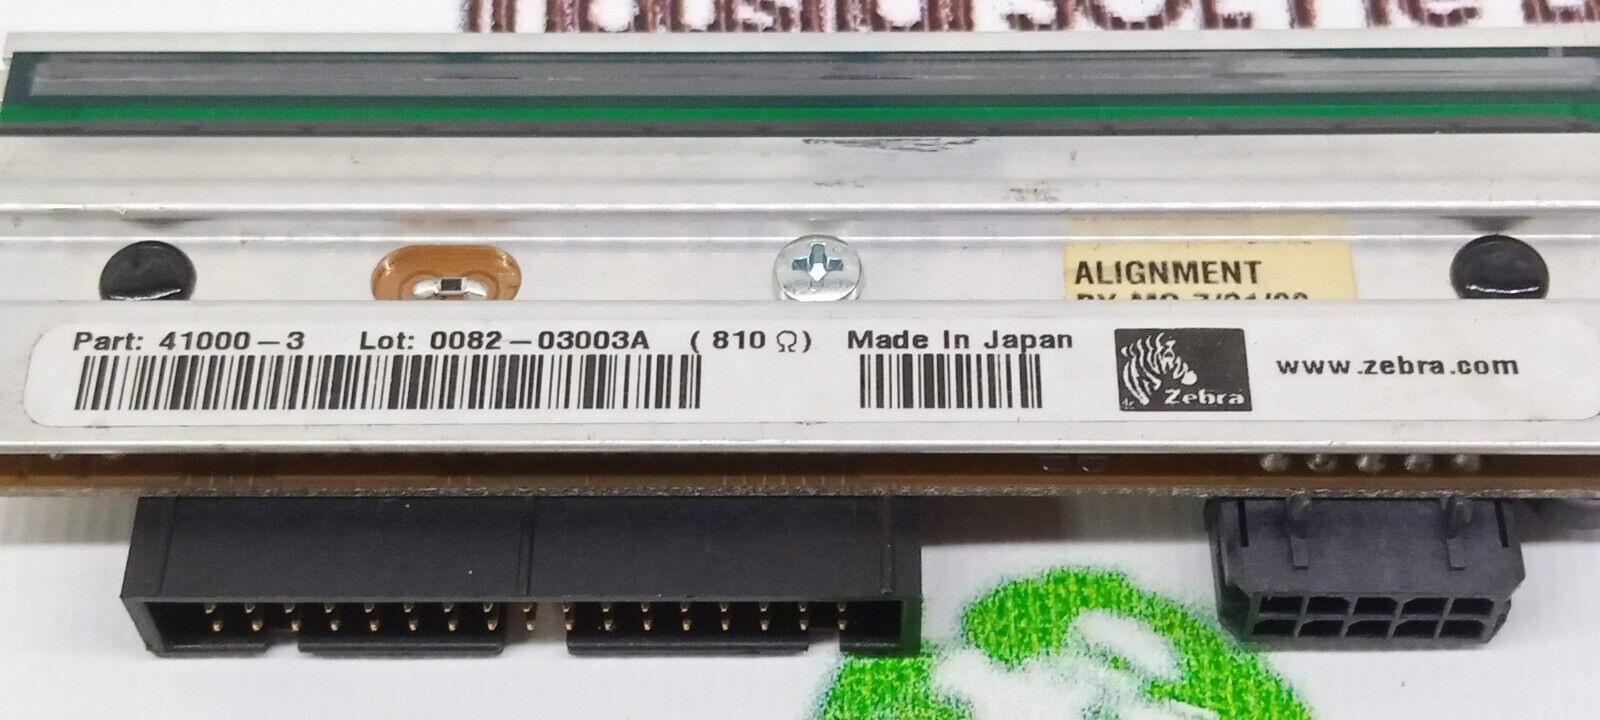 ALIGNMENT
Part: 41000-3 Lot: 0082-03003A (810 Ω) Made In Japan
Zebra
www.zebra.com